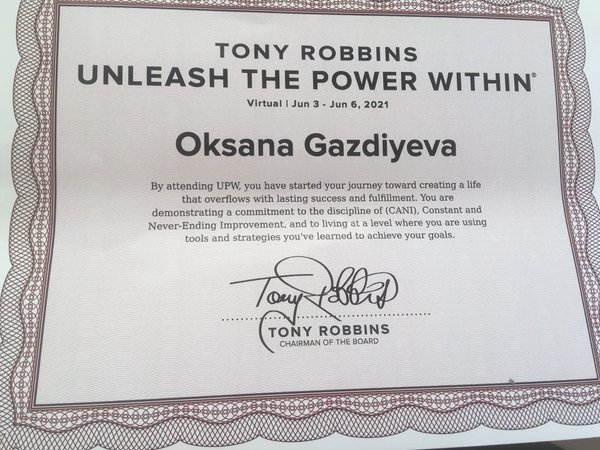 TONY ROBBINS
UNLEASH THE POWER WITHIN®
Virtual | Jun 3 - Jun 6, 2021
Oksana Gazdiyeva
By attending UPW, you have started your journey toward creating a life
that overflows with lasting success and fulfillment. You are
demonstrating a commitment to the discipline of (CANI), Constant and
Never-Ending Improvement, and to living at a level where you are using
tools and strategies you've learned to achieve your goals.
Tony Robbins
TONY ROBBINS
CHAIRMAN OF THE BOARD